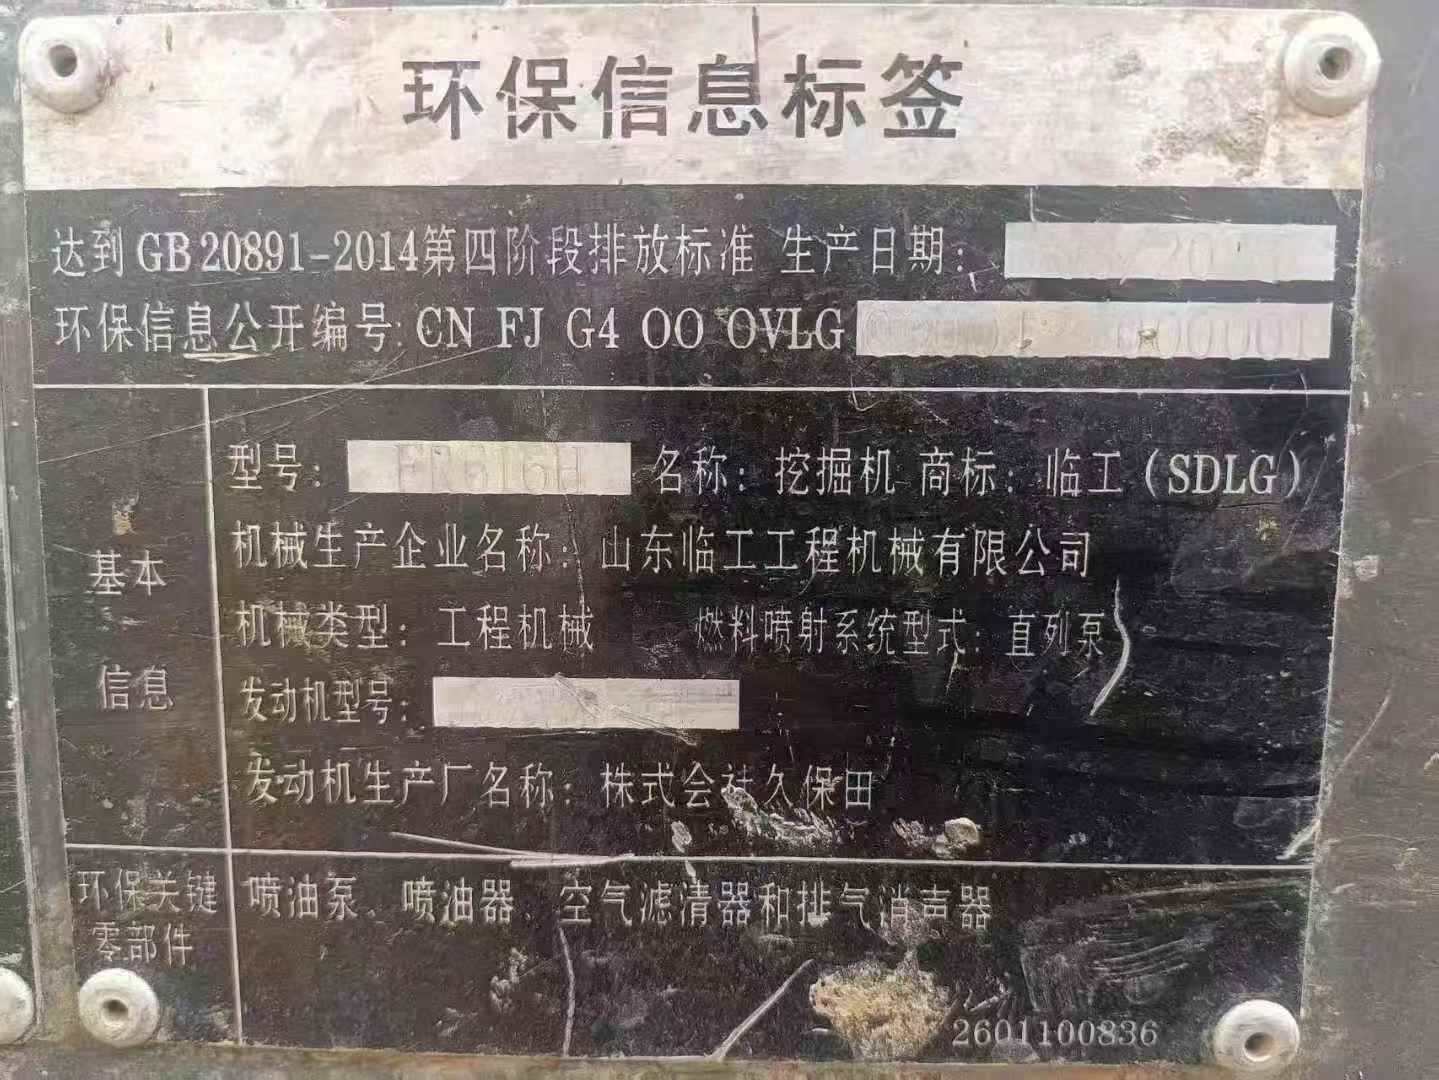 环保信息标签
达到GB 20891-2014第四阶段排放标准 生产日期：
环保信息公开编号：CN FJ G4 OO OVLG
型号： 名称：挖掘机 商标：临工（SDLG）
机械生产企业名称：山东临工工程机械有限公司
机械类型：工程机械 燃料喷射系统型式：直列泵
发动机型号：
发动机生产厂名称：株式会社久保田
基本
信息
环保关键
零部件
喷油泵、喷油器、空气滤清器和排气消声器
2601100836